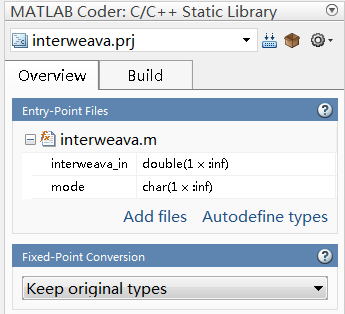 MATLAB Coder: C/C++ Static Library
interweava.prj
Overview Build
Entry-Point Files
interweava.m
interweava_in double(1 × :inf)
mode char(1 × :inf)
Add files Autodefine types
Fixed-Point Conversion
Keep original types